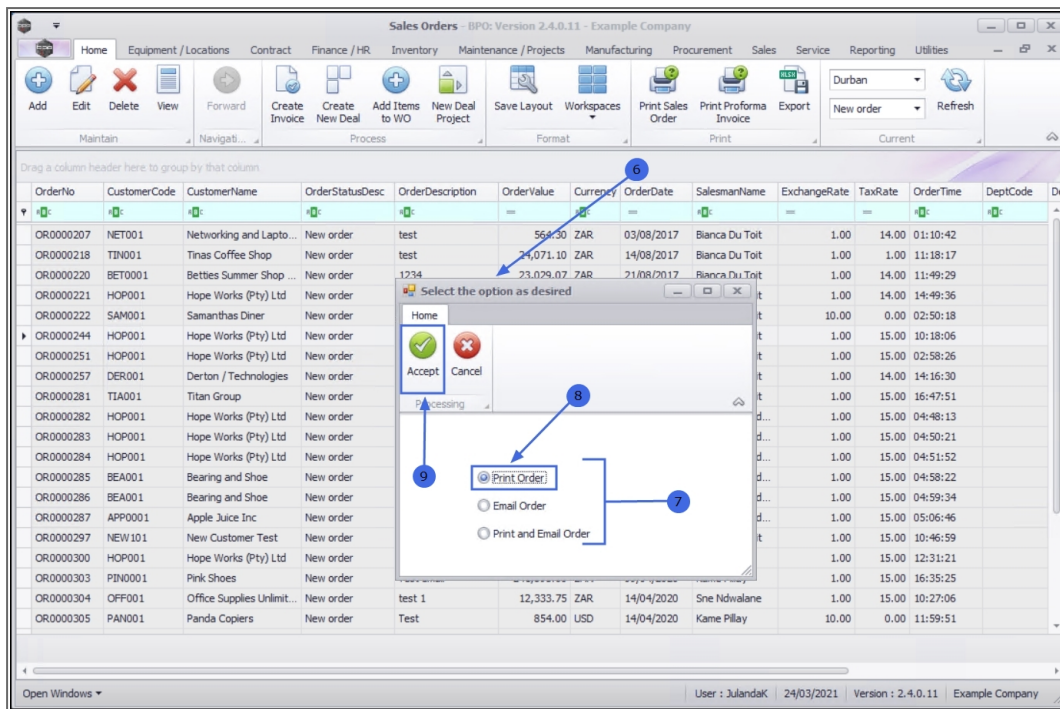 Sales Orders - BPO: Version 2.4.0.11 - Example Company
Home Equipment / Locations Contract Finance / HR Inventory Maintenance / Projects Manufacturing Procurement Sales Service Reporting Utilities
Add Edit Delete View Forward Create Invoice Create New Deal Add Items to WO New Deal Project Save Layout Workspaces Print Sales Order Print Proforma Invoice Export Durban New order Refresh
Maintain Navigati... Process Format Print Current
Drag a column header here to group by that column
6
OrderNo CustomerCode CustomerName OrderStatusDesc OrderDescription OrderValue Currency OrderDate SalesmanName ExchangeRate TaxRate OrderTime DeptCode
OR0000207 NET001 Networking and Lapto... New order test 564.30 ZAR 03/08/2017 Bianca Du Toit 1.00 14.00 01:10:42
OR0000218 TIN001 Tinas Coffee Shop New order test 24,071.10 ZAR 14/08/2017 Bianca Du Toit 1.00 1.00 11:18:17
OR0000220 BET0001 Betties Summer Shop ... New order 1234 23,029.07 ZAR 21/08/2017 Bianca Du Toit 1.00 14.00 11:49:29
OR0000221 HOP001 Hope Works (Pty) Ltd New order 1.00 14.00 14:49:36
OR0000222 SAM001 Samanthas Diner New order 10.00 0.00 02:50:18
OR0000244 HOP001 Hope Works (Pty) Ltd New order 1.00 15.00 10:18:06
OR0000251 HOP001 Hope Works (Pty) Ltd New order 1.00 15.00 02:58:26
OR0000257 DER001 Derton / Technologies New order 1.00 14.00 14:16:30
OR0000281 TIA001 Titan Group New order 1.00 15.00 16:47:51
OR0000282 HOP001 Hope Works (Pty) Ltd New order 1.00 15.00 04:48:13
OR0000283 HOP001 Hope Works (Pty) Ltd New order 1.00 15.00 04:50:21
OR0000284 HOP001 Hope Works (Pty) Ltd New order 1.00 15.00 04:51:52
OR0000285 BEA001 Bearing and Shoe New order 1.00 15.00 04:58:22
OR0000286 BEA001 Bearing and Shoe New order 1.00 15.00 04:59:34
OR0000287 APP0001 Apple Juice Inc New order 1.00 15.00 05:06:46
OR0000297 NEW101 New Customer Test New order 1.00 15.00 10:46:59
OR0000300 HOP001 Hope Works (Pty) Ltd New order 1.00 15.00 12:31:21
OR0000303 PIN0001 Pink Shoes New order 1.00 15.00 16:35:25
OR0000304 OFF001 Office Supplies Unlimit... New order test 1 12,333.75 ZAR 14/04/2020 Sne Ndwalane 1.00 15.00 10:27:06
OR0000305 PAN001 Panda Copiers New order Test 854.00 USD 14/04/2020 Kame Pillay 10.00 0.00 11:59:51
Select the option as desired
Home
Accept Cancel
Processing
8
9
Print Order
7
Email Order
Print and Email Order
Open Windows User : JulandaK 24/03/2021 Version : 2.4.0.11 Example Company